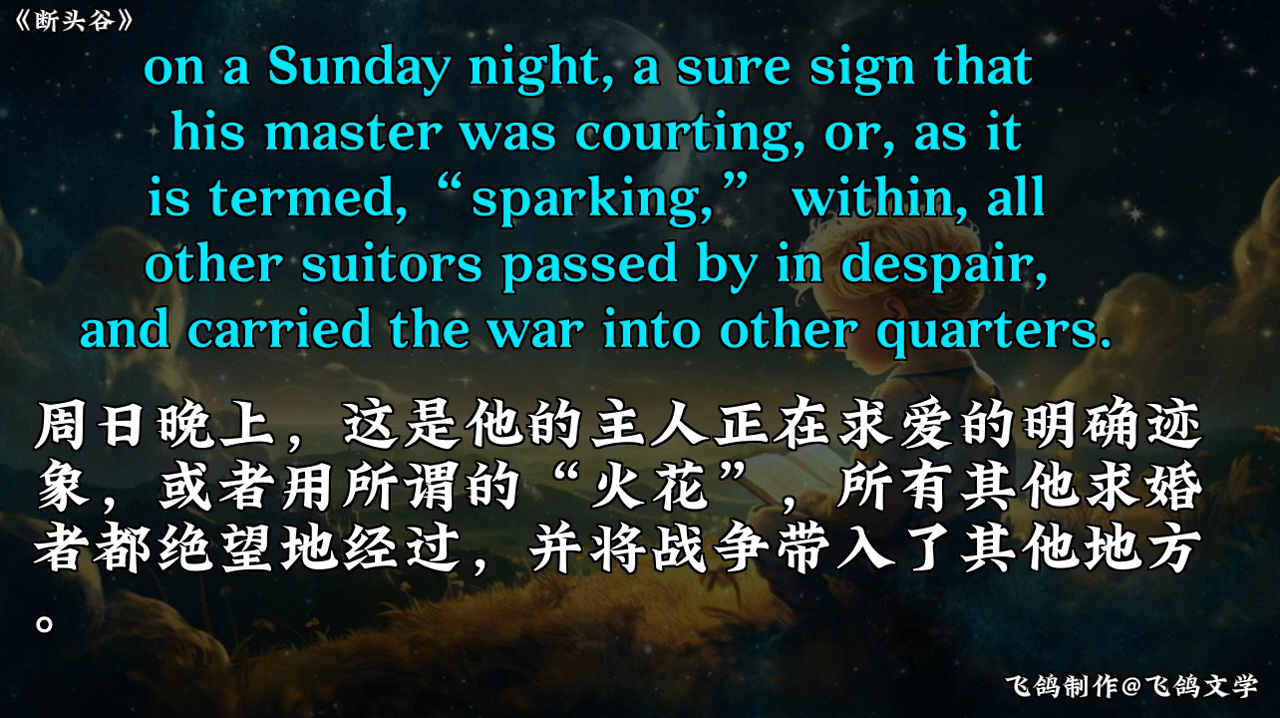 《断头谷》
on a Sunday night, a sure sign that
his master was courting, or, as it
is termed, “sparking,” within, all
other suitors passed by in despair,
and carried the war into other quarters.
周日晚上，这是他的主人正在求爱的明确迹
象，或者用所谓的“火花”，所有其他求婚
者都绝望地经过，并将战争带入了其他地方
。
飞鸽制作@飞鸽文学